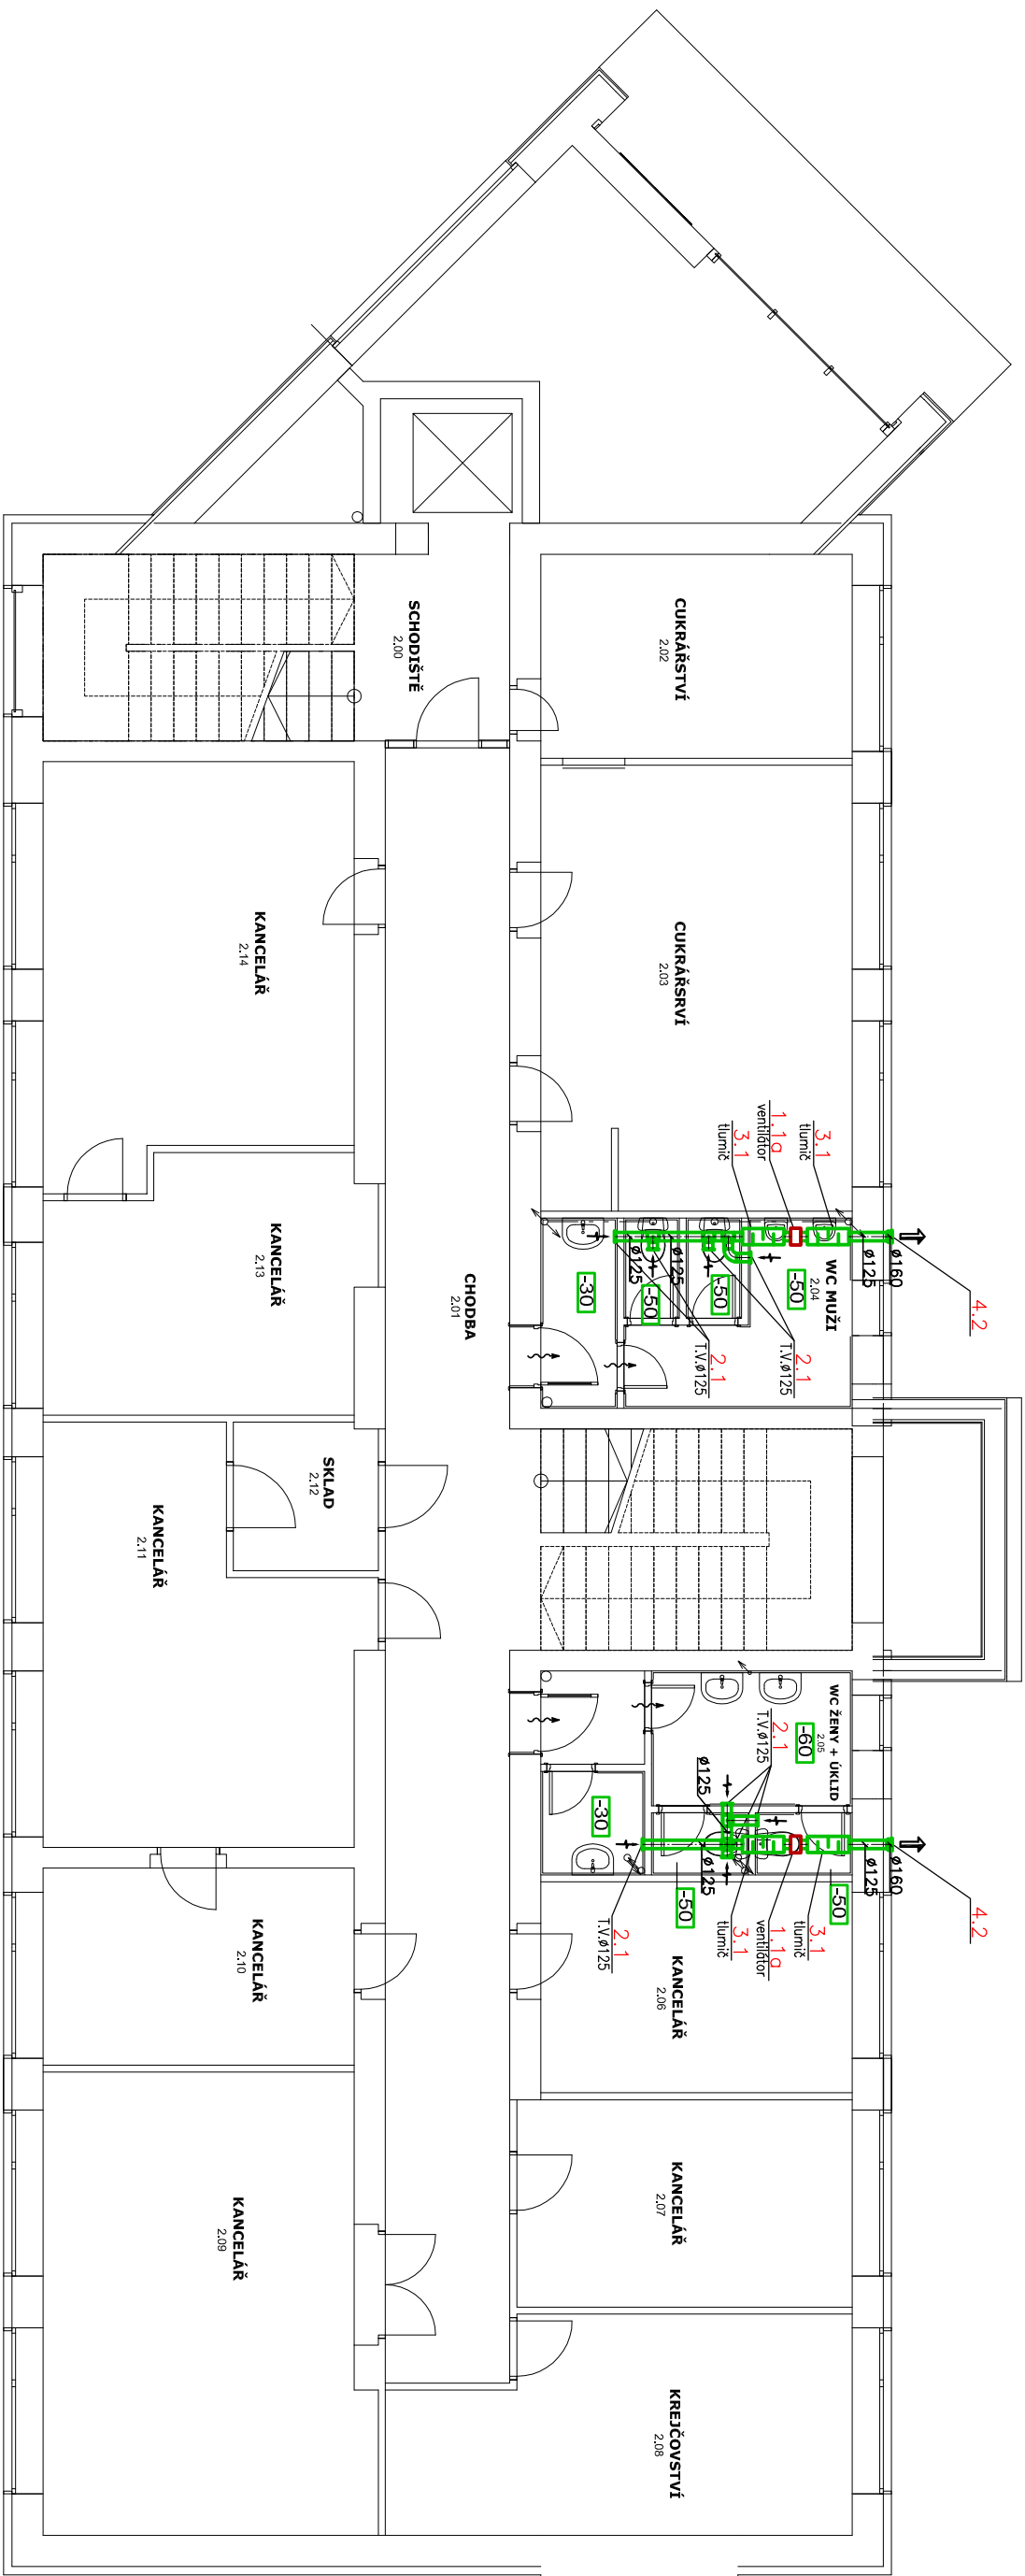 4.2
ø160
ø125
3.1
tlumič
1.1a
ventilátor
3.1
tlumič
WC MUŽI
2.04
-50
-50
-50
-30
ø125
ø125
2.1
T.V.ø125
2.1
T.V.ø125
4.2
ø160
ø125
WC ŽENY + ÚKLID
2.05
-60
2.1
T.V.ø125
ø125
ø125
-30
-50
-50
3.1
tlumič
1.1a
ventilátor
3.1
tlumič
2.1
T.V.ø125
CUKRÁŘSTVÍ
2.02
CUKRÁŘSRVÍ
2.03
KANCELÁŘ
2.06
KANCELÁŘ
2.07
KREJČOVSTVÍ
2.08
SCHODIŠTĚ
2.00
CHODBA
2.01
KANCELÁŘ
2.14
KANCELÁŘ
2.13
SKLAD
2.12
KANCELÁŘ
2.11
KANCELÁŘ
2.10
KANCELÁŘ
2.09